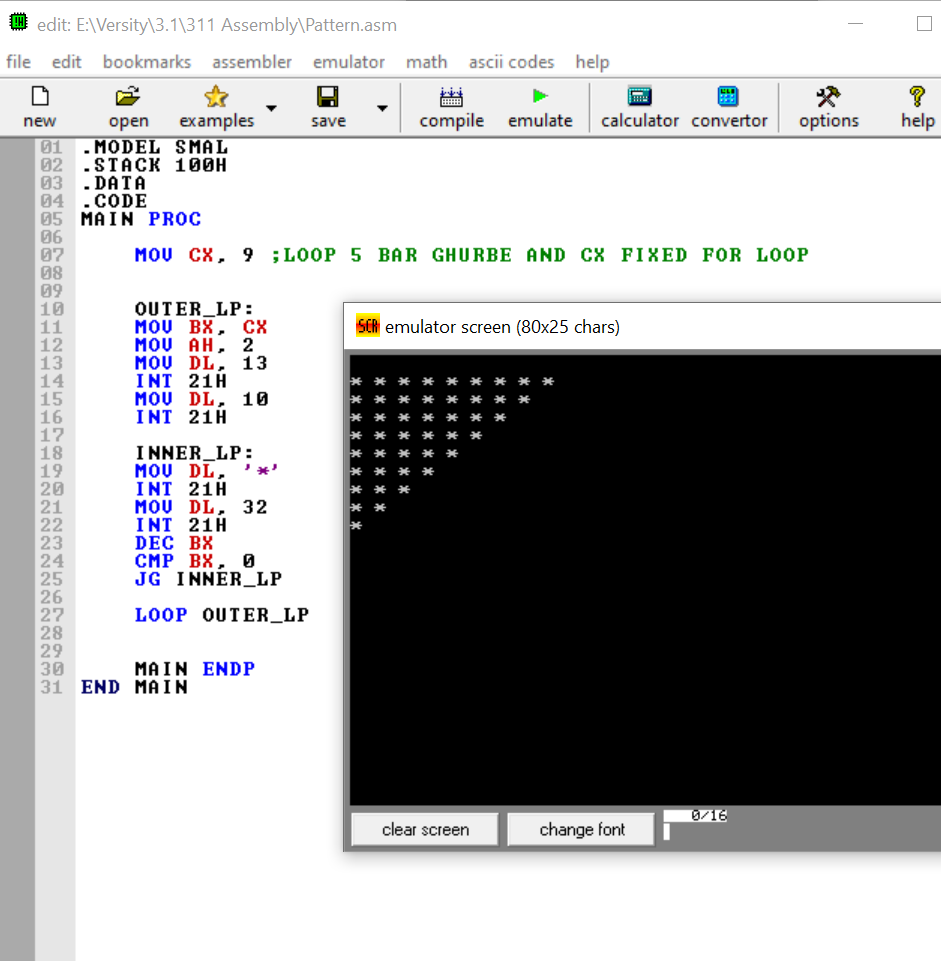 edit: E:\Versity\3.1\311 Assembly\Pattern.asm
file edit bookmarks assembler emulator math ascii codes help
new open examples save compile emulate calculator convertor options help
01 .MODEL SMAL
02 .STACK 100H
03 .DATA
04 .CODE
05 MAIN PROC
06
07 MOV CX, 9 ;LOOP 5 BAR GHURBE AND CX FIXED FOR LOOP
08
09
10 OUTER_LP:
11 MOV BX, CX
12 MOV AH, 2
13 MOV DL, 13
14 INT 21H
15 MOV DL, 10
16 INT 21H
17
18 INNER_LP:
19 MOV DL, '*'
20 INT 21H
21 MOV DL, 32
22 INT 21H
23 DEC BX
24 CMP BX, 0
25 JG INNER_LP
26
27 LOOP OUTER_LP
28
29
30 MAIN ENDP
31 END MAIN
SCR emulator screen (80x25 chars)
* * * * * * * * *
* * * * * * * *
* * * * * * *
* * * * * *
* * * * *
* * * *
* * *
* *
*
clear screen change font 0/16